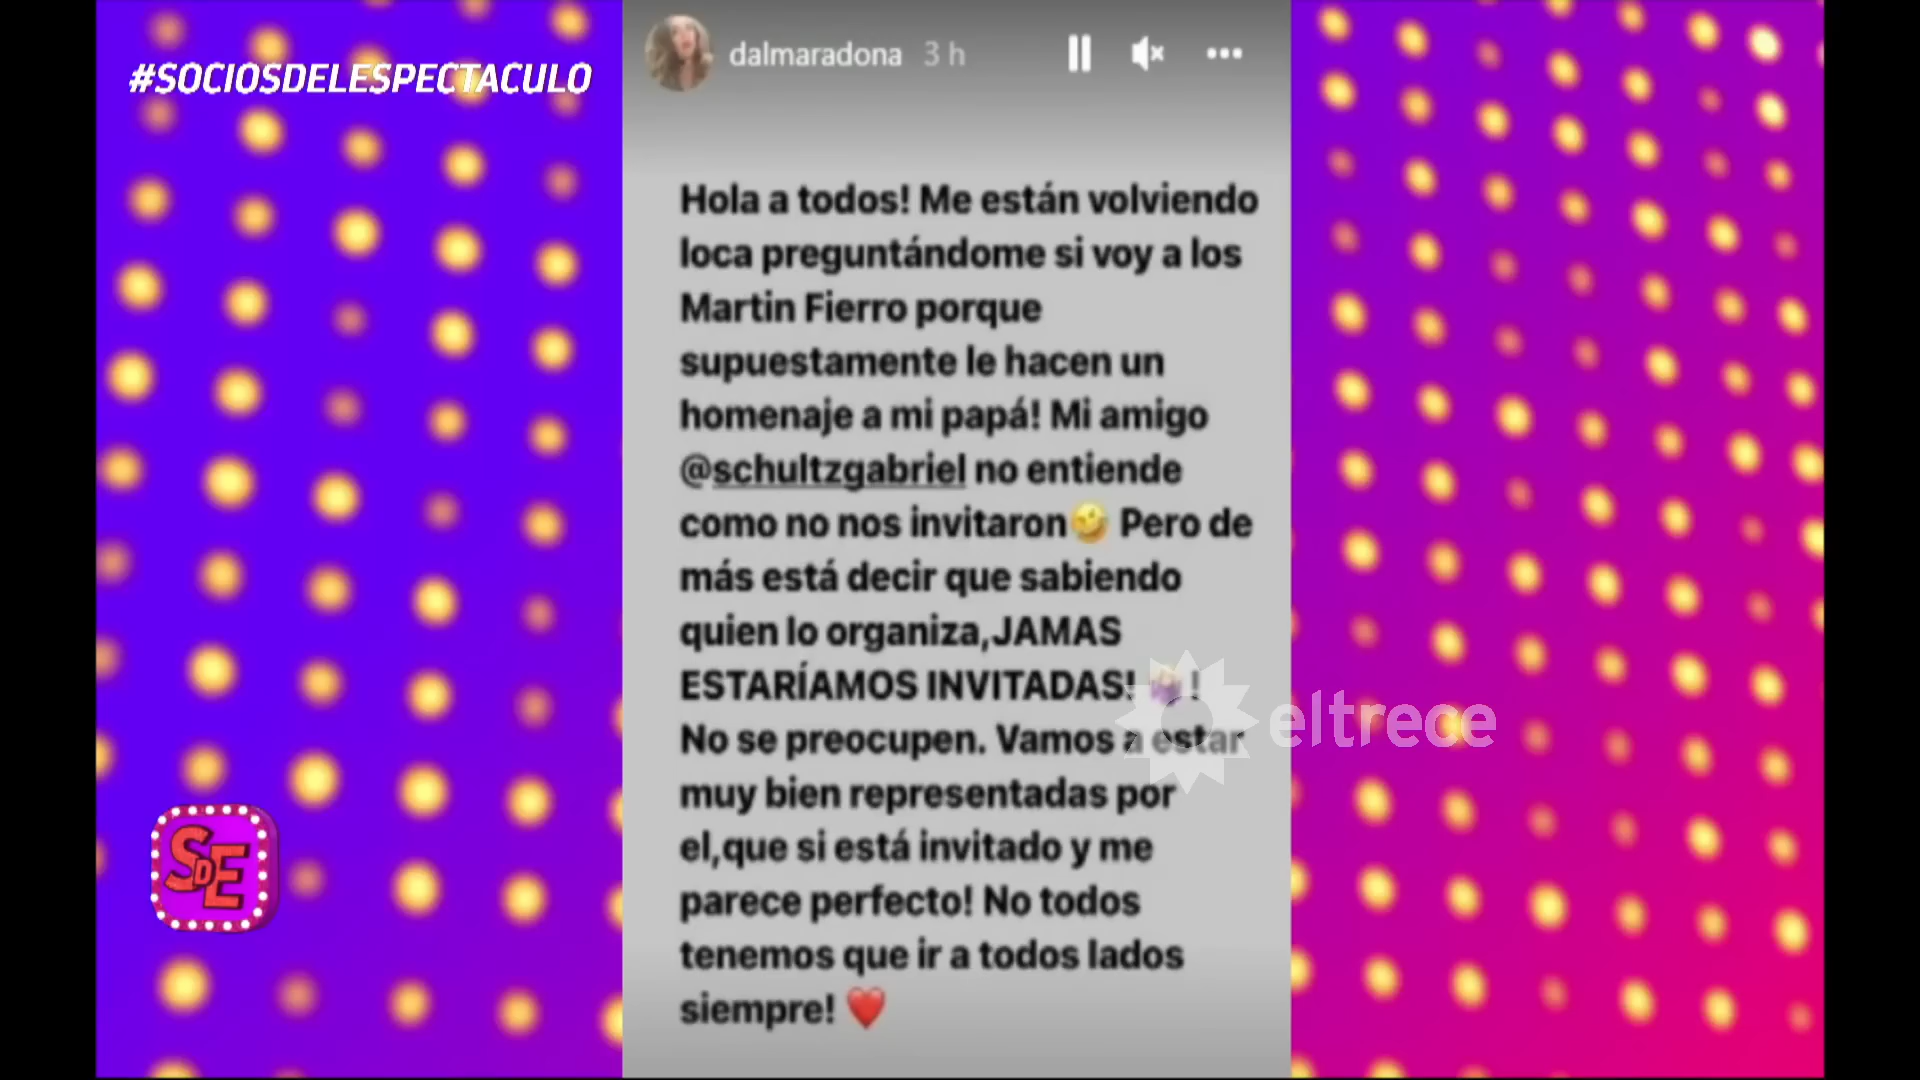 #SOCIOSDELESPECTACULO
dalmaradona 3 h
Hola a todos! Me están volviendo
loca preguntándome si voy a los
Martin Fierro porque
supuestamente le hacen un
homenaje a mi papá! Mi amigo
@schultzgabriel no entiende
como no nos invitaron🤣 Pero de
más está decir que sabiendo
quien lo organiza,JAMAS
ESTARÍAMOS INVITADAS! 🤷🏼‍♀️!
No se preocupen. Vamos a estar
muy bien representadas por
el,que si está invitado y me
parece perfecto! No todos
tenemos que ir a todos lados
siempre! ❤️
eltrece
SDE